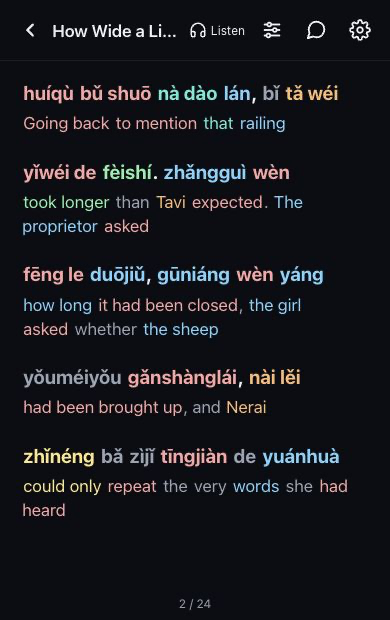 How Wide a Li... Listen
huíqù bǔ shuō nà dào lán, bǐ tǎ wéi
Going back to mention that railing
yǐwéi de fèishí. zhǎngguì wèn
took longer than Tavi expected. The
proprietor asked
fēng le duōjiǔ, gūniáng wèn yáng
how long it had been closed, the girl
asked whether the sheep
yǒuméiyǒu gǎnshànglái, nài lěi
had been brought up, and Nerai
zhǐnéng bǎ zìjǐ tīngjiàn de yuánhuà
could only repeat the very words she had
heard
2 / 24